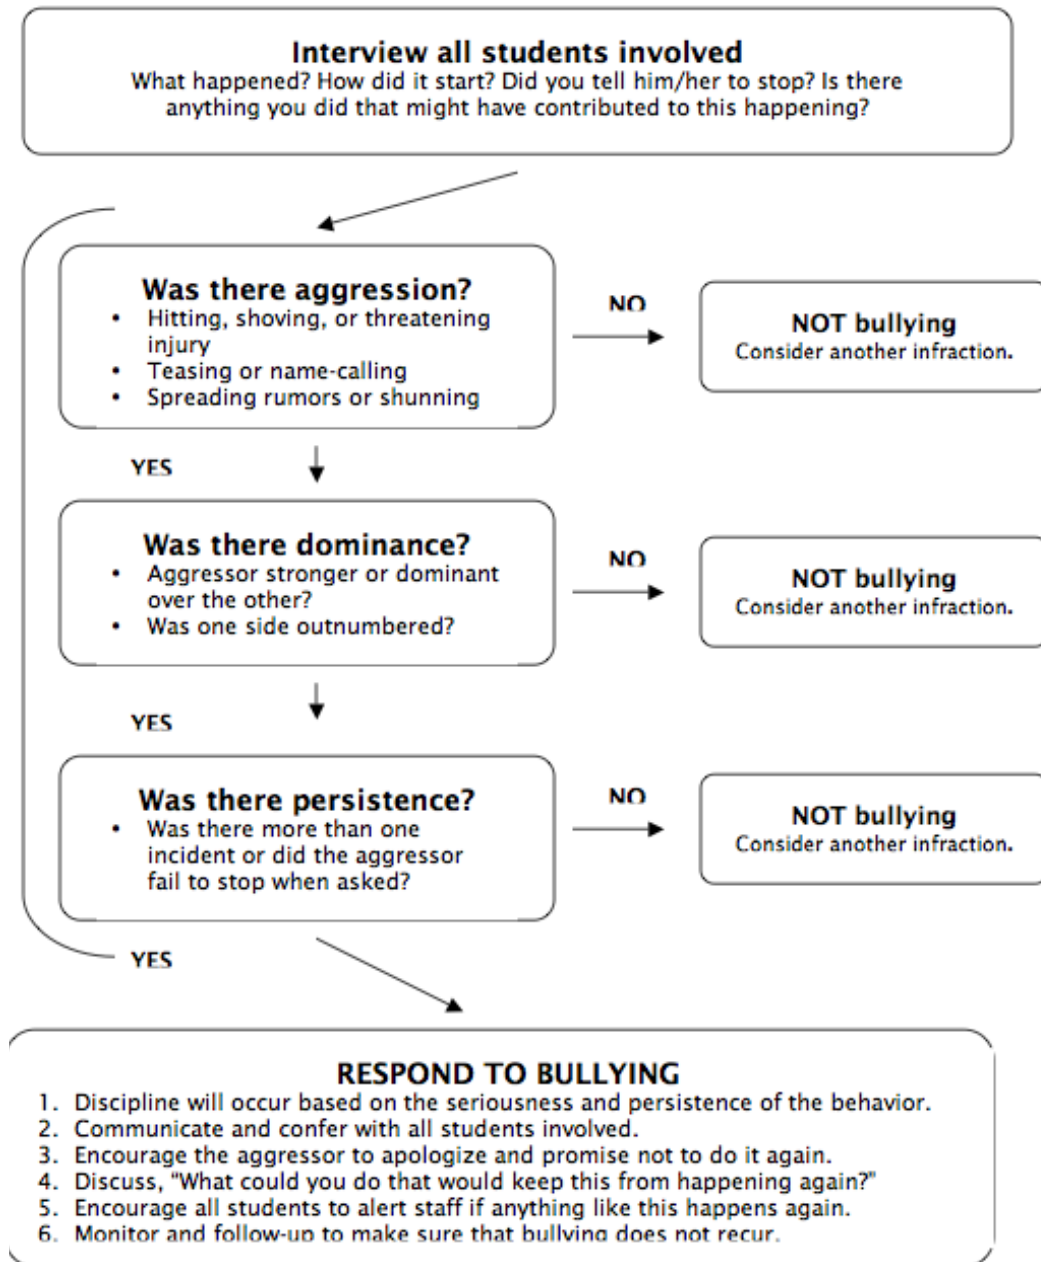 Interview all students involved
What happened? How did it start? Did you tell him/her to stop? Is there
anything you did that might have contributed to this happening?
Was there aggression?
• Hitting, shoving, or threatening
injury
• Teasing or name-calling
• Spreading rumors or shunning
NO
NOT bullying
Consider another infraction.
YES
Was there dominance?
• Aggressor stronger or dominant
over the other?
• Was one side outnumbered?
NO
NOT bullying
Consider another infraction.
YES
Was there persistence?
• Was there more than one
incident or did the aggressor
fail to stop when asked?
NO
NOT bullying
Consider another infraction.
YES
RESPOND TO BULLYING
1. Discipline will occur based on the seriousness and persistence of the behavior.
2. Communicate and confer with all students involved.
3. Encourage the aggressor to apologize and promise not to do it again.
4. Discuss, “What could you do that would keep this from happening again?”
5. Encourage all students to alert staff if anything like this happens again.
6. Monitor and follow-up to make sure that bullying does not recur.